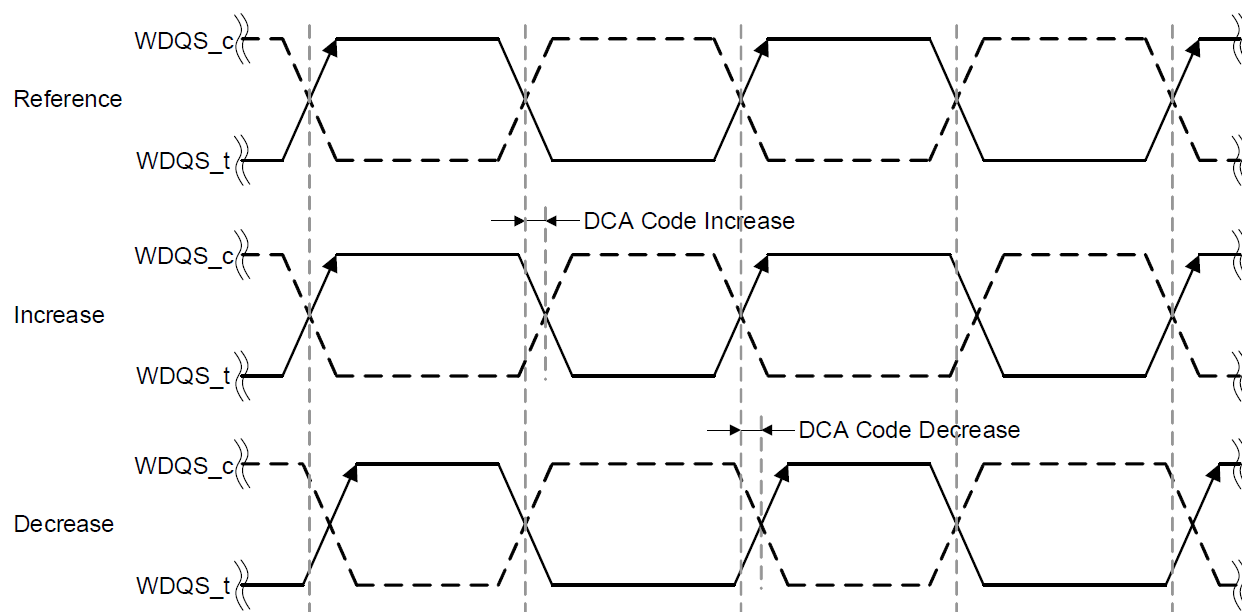 WDQS_c
Reference
WDQS_t
DCA Code Increase
WDQS_c
Increase
WDQS_t
DCA Code Decrease
WDQS_c
Decrease
WDQS_t